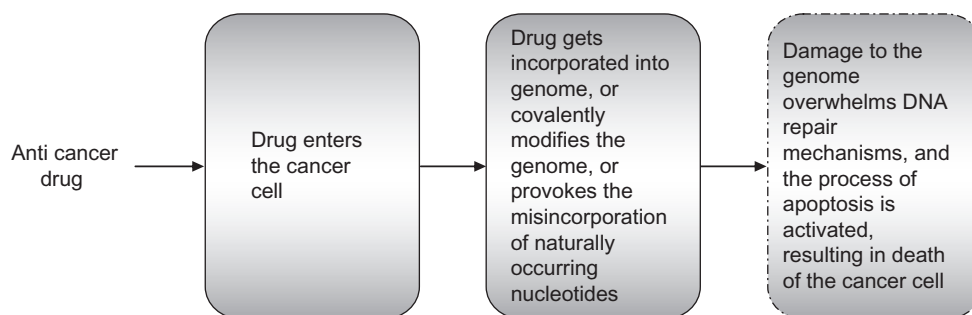 Anti cancer
drug
Drug enters
the cancer
cell
Drug gets
incorporated into
genome, or
covalently
modifies the
genome, or
provokes the
misincorporation
of naturally
occurring
nucleotides
Damage to the
genome
overwhelms DNA
repair
mechanisms, and
the process of
apoptosis is
activated,
resulting in death
of the cancer cell